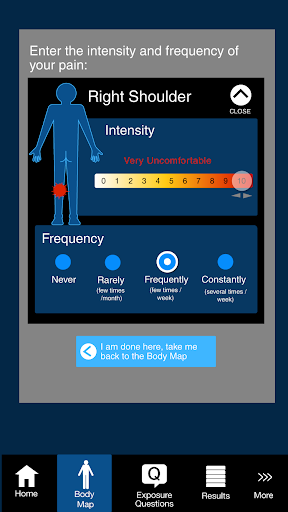 Enter the intensity and frequency of
your pain:
Right Shoulder
CLOSE
Intensity
Very Uncomfortable
0 1 2 3 4 5 6 7 8 9 10
Frequency
Never
Rarely
(few times
/month)
Frequently
(few times /
week)
Constantly
(several times /
week)
I am done here, take me
back to the Body Map
Home
Body
Map
Q
Exposure
Questions
Results
More